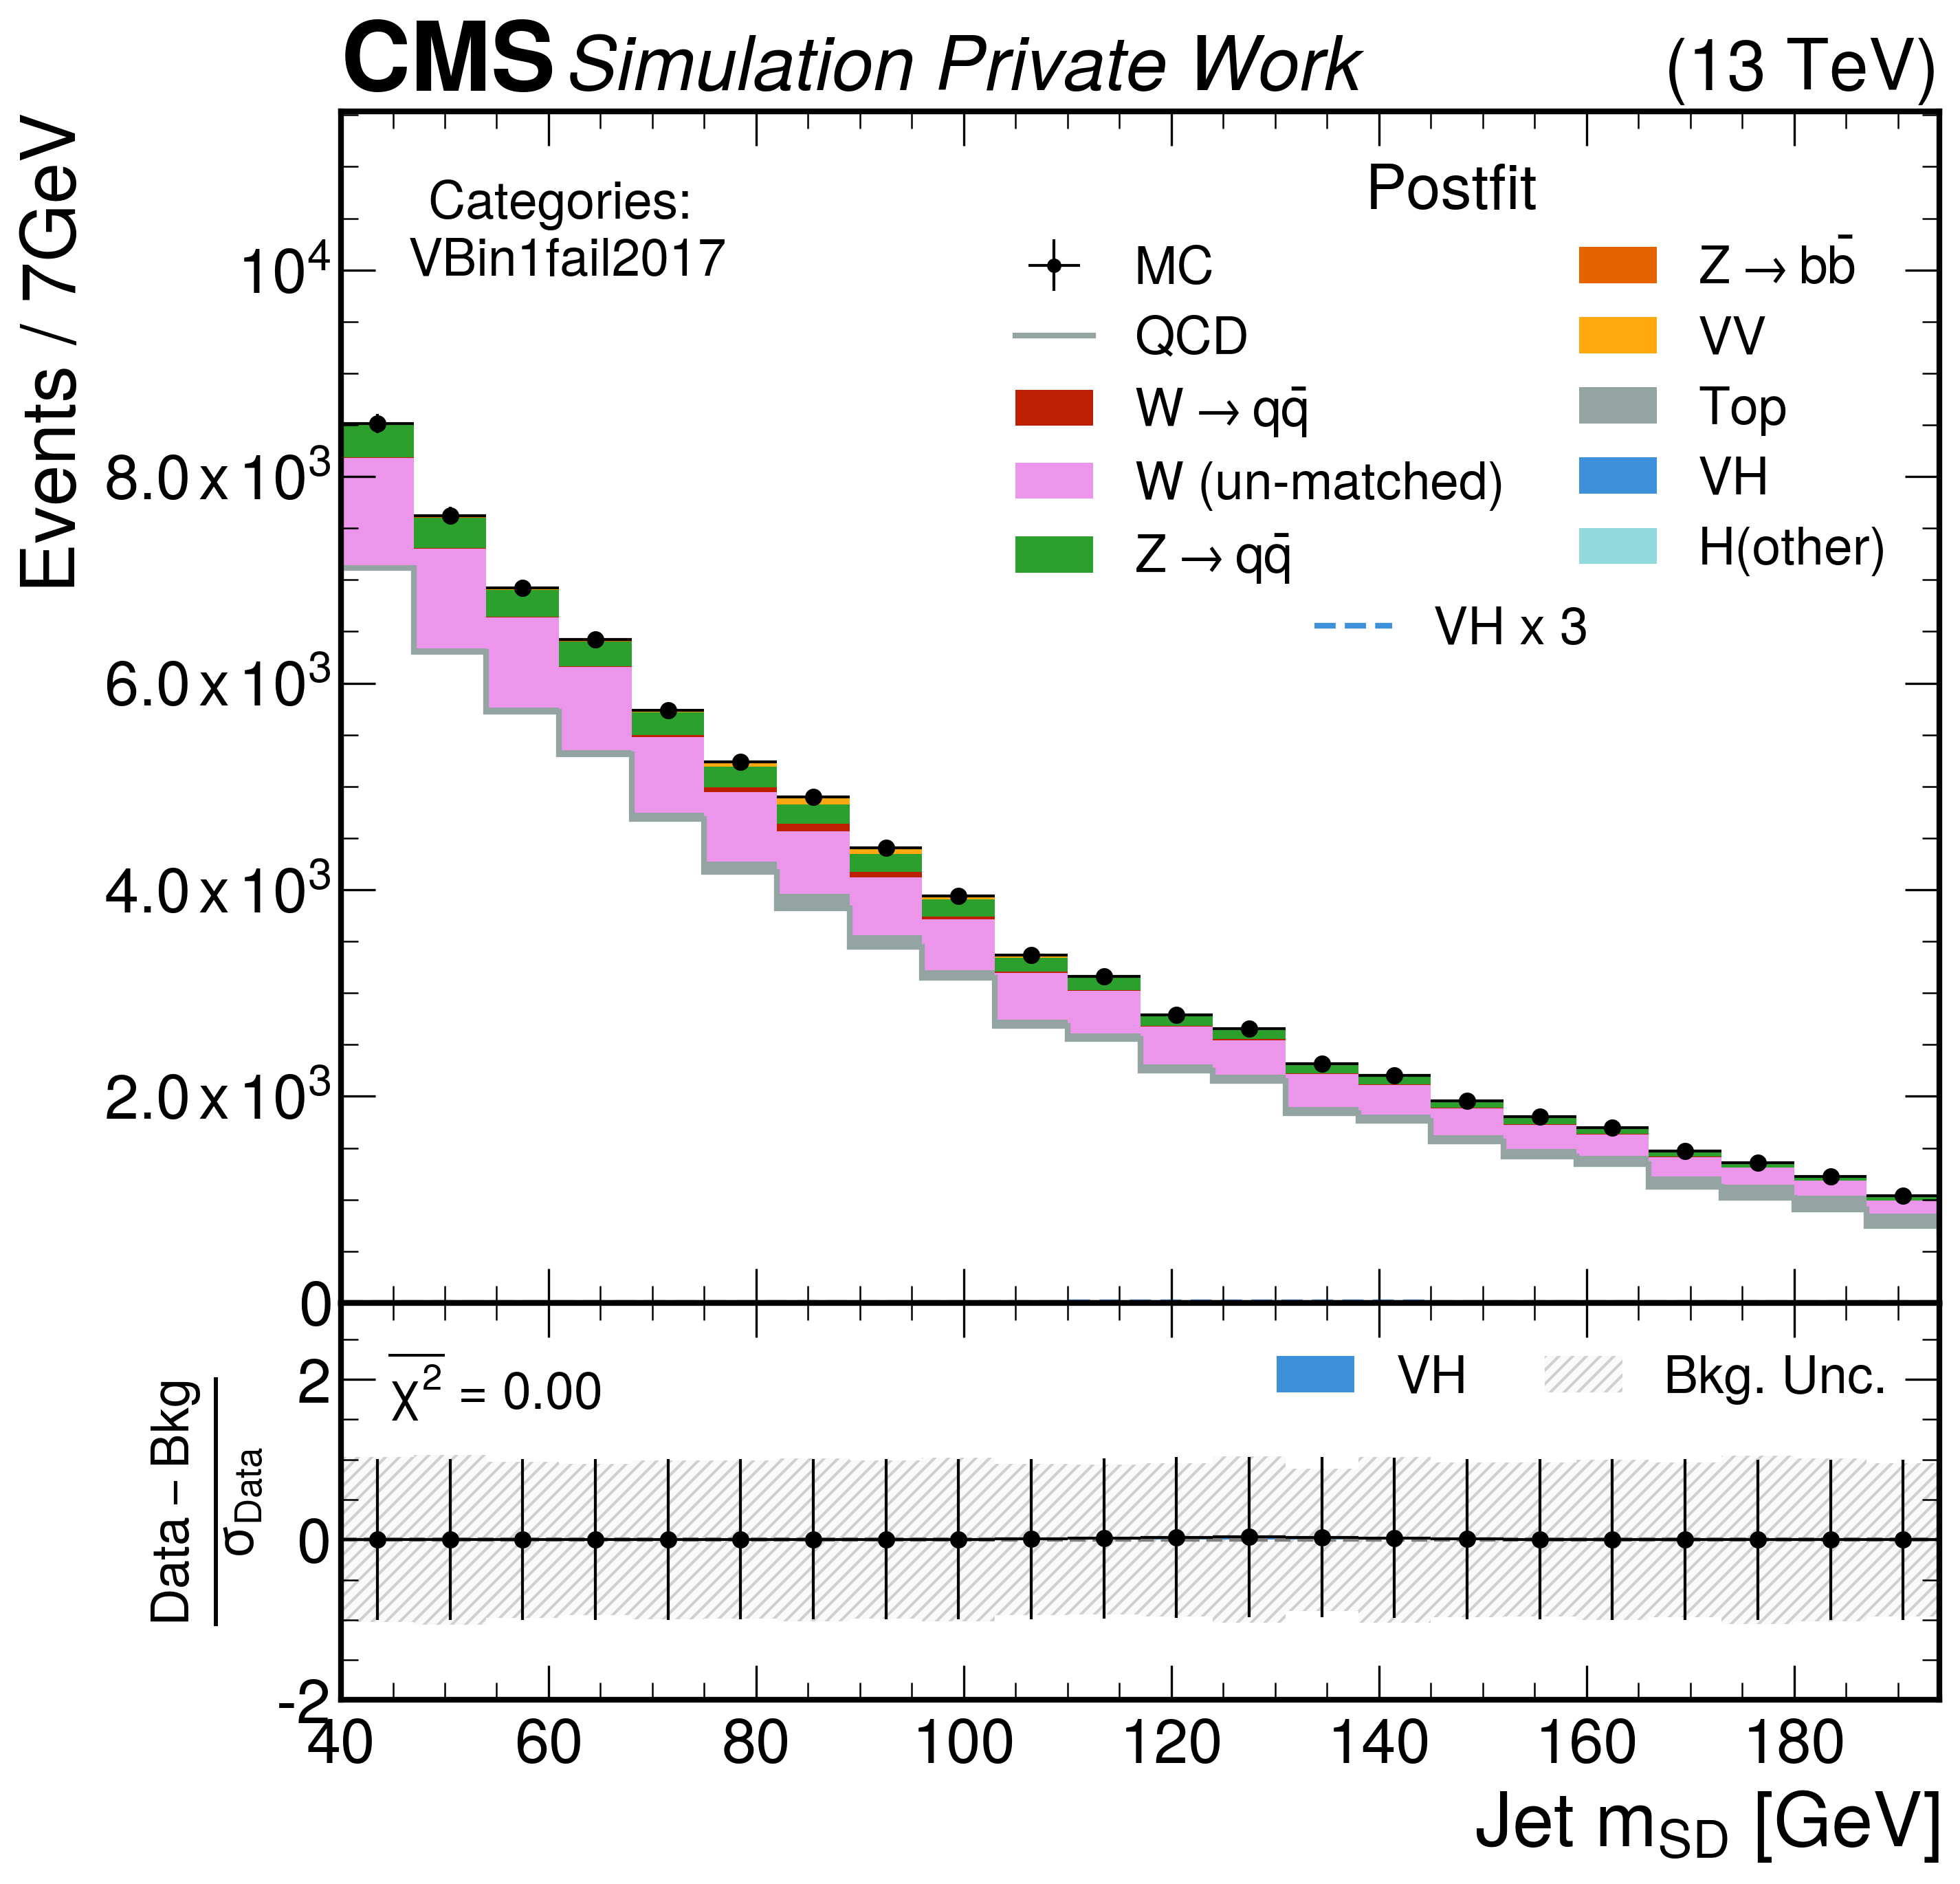 CMS Simulation Private Work (13 TeV)
Events / 7GeV
Categories:
VBin1fail2017
Postfit
MC
QCD
W → qq̄
W (un-matched)
Z → qq̄
Z → bb̄
VV
Top
VH
H(other)
VH x 3
10⁴
8.0 x 10³
6.0 x 10³
4.0 x 10³
2.0 x 10³
0
Data – Bkg
σData
χ² = 0.00
VH
Bkg. Unc.
2
0
-2
40 60 80 100 120 140 160 180
Jet mSD [GeV]